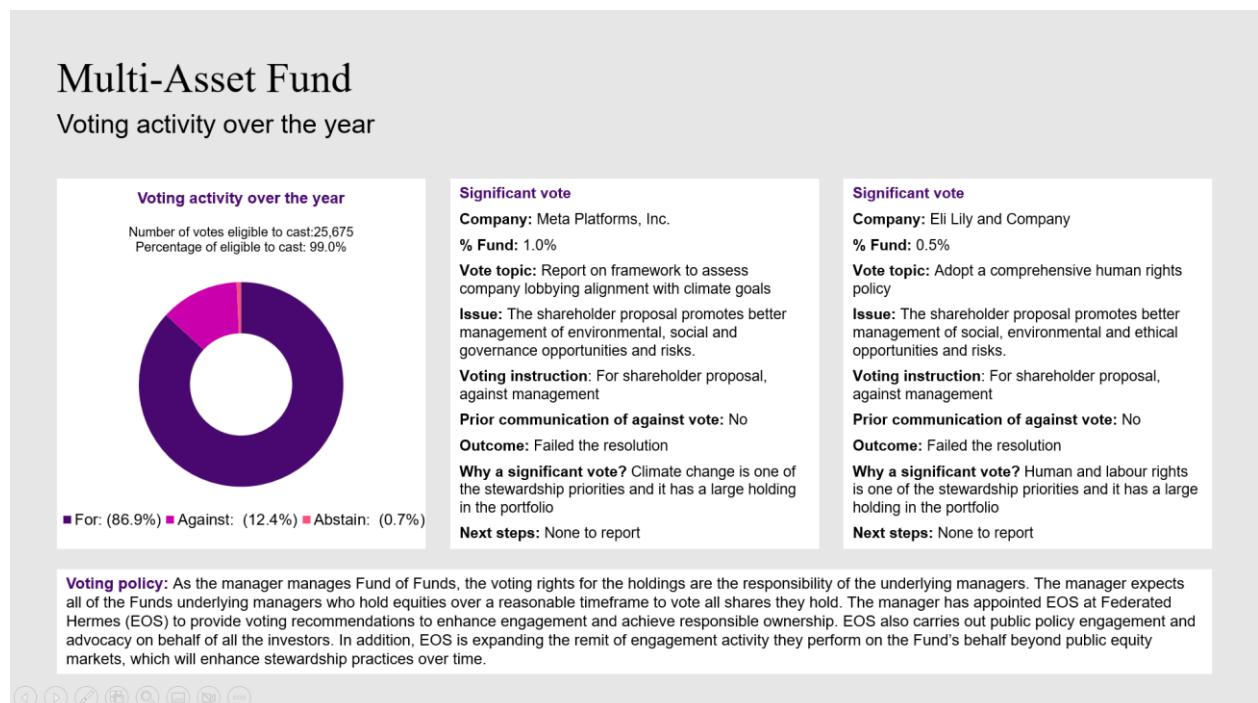 Multi-Asset Fund
Voting activity over the year
Voting activity over the year
Number of votes eligible to cast:25,675
Percentage of eligible to cast: 99.0%
For: (86.9%) Against: (12.4%) Abstain: (0.7%)
Significant vote
Company: Meta Platforms, Inc.
% Fund: 1.0%
Vote topic: Report on framework to assess
company lobbying alignment with climate goals
Issue: The shareholder proposal promotes better
management of environmental, social and
governance opportunities and risks.
Voting instruction: For shareholder proposal,
against management
Prior communication of against vote: No
Outcome: Failed the resolution
Why a significant vote? Climate change is one of
the stewardship priorities and it has a large holding
in the portfolio
Next steps: None to report
Significant vote
Company: Eli Lily and Company
% Fund: 0.5%
Vote topic: Adopt a comprehensive human rights
policy
Issue: The shareholder proposal promotes better
management of social, environmental and ethical
opportunities and risks.
Voting instruction: For shareholder proposal,
against management
Prior communication of against vote: No
Outcome: Failed the resolution
Why a significant vote? Human and labour rights
is one of the stewardship priorities and it has a large
holding in the portfolio
Next steps: None to report
Voting policy: As the manager manages Fund of Funds, the voting rights for the holdings are the responsibility of the underlying managers. The manager expects
all of the Funds underlying managers who hold equities over a reasonable timeframe to vote all shares they hold. The manager has appointed EOS at Federated
Hermes (EOS) to provide voting recommendations to enhance engagement and achieve responsible ownership. EOS also carries out public policy engagement and
advocacy on behalf of all the investors. In addition, EOS is expanding the remit of engagement activity they perform on the Fund's behalf beyond public equity
markets, which will enhance stewardship practices over time.